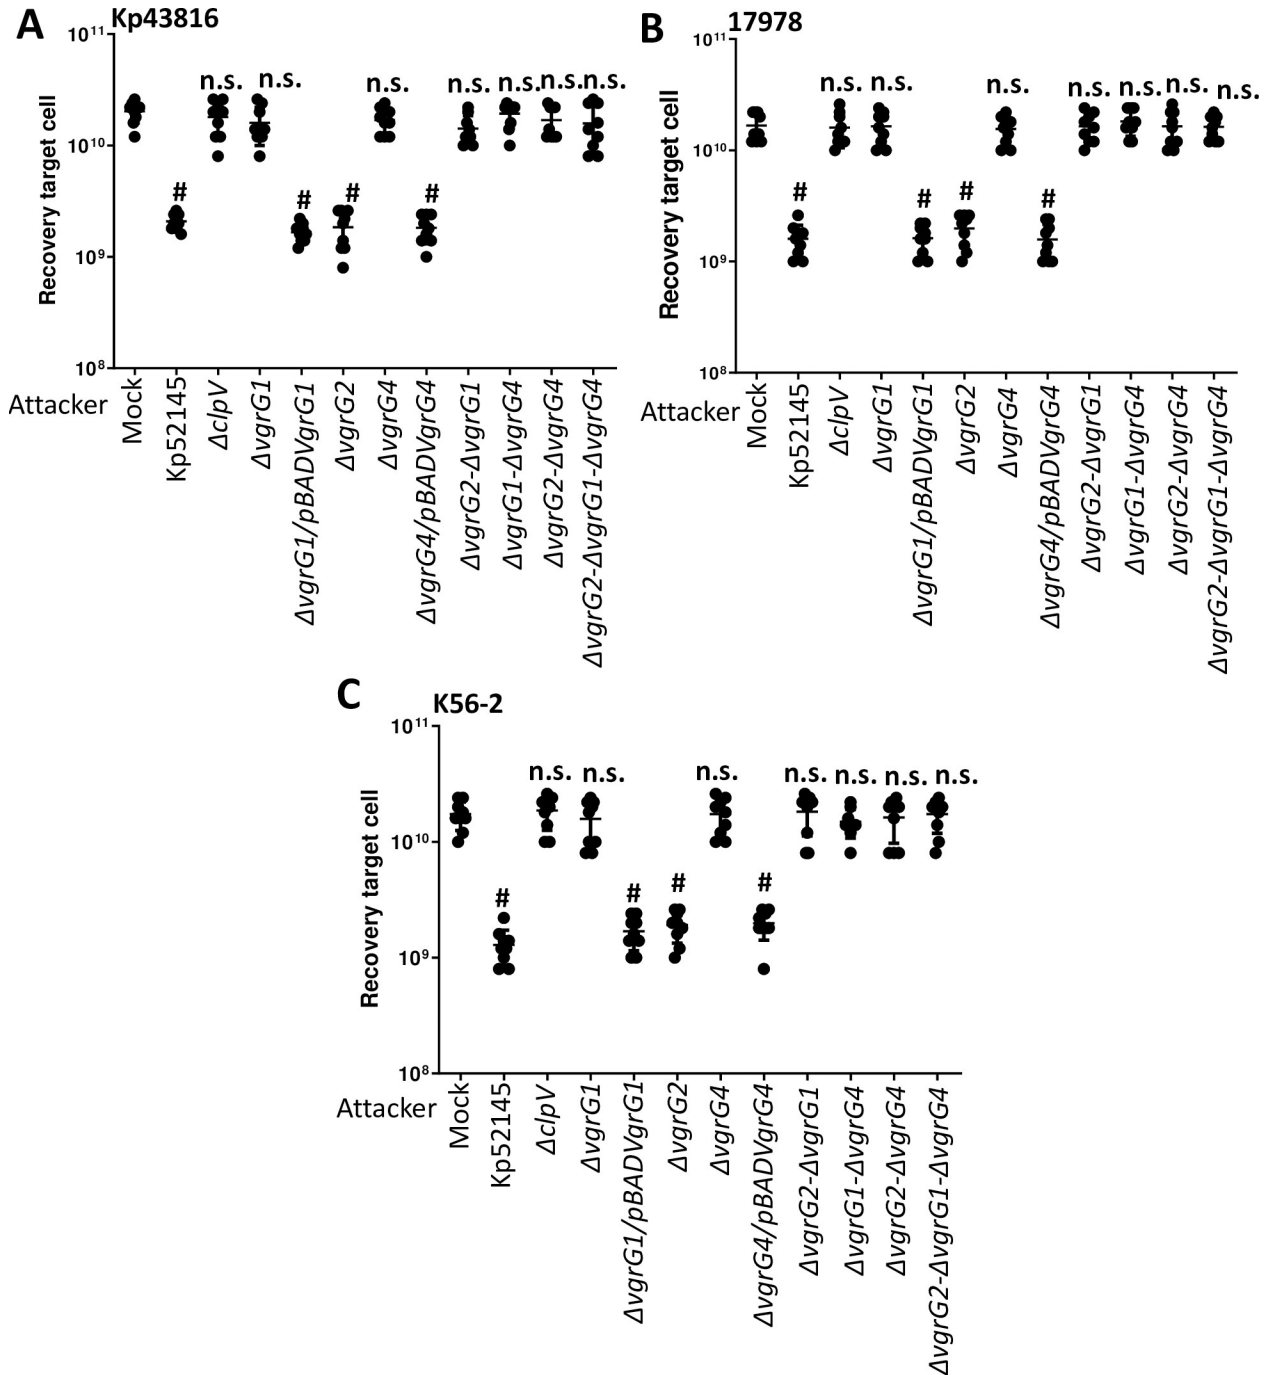 A
Kp43816
10¹¹
10¹⁰
10⁹
10⁸
Recovery target cell
n.s.
n.s.
n.s.
n.s.
n.s.
n.s.
n.s.
#
#
#
#
Attacker
Mock
Kp52145
ΔclpV
ΔvgrG1
ΔvgrG1/pBADVgrG1
ΔvgrG2
ΔvgrG4
ΔvgrG4/pBADVgrG4
ΔvgrG2-ΔvgrG1
ΔvgrG1-ΔvgrG4
ΔvgrG2-ΔvgrG4
ΔvgrG2-ΔvgrG1-ΔvgrG4
B
17978
10¹¹
10¹⁰
10⁹
10⁸
Recovery target cell
n.s.
n.s.
n.s.
n.s.
n.s.
n.s.
n.s.
#
#
#
#
Attacker
Mock
Kp52145
ΔclpV
ΔvgrG1
ΔvgrG1/pBADVgrG1
ΔvgrG2
ΔvgrG4
ΔvgrG4/pBADVgrG4
ΔvgrG2-ΔvgrG1
ΔvgrG1-ΔvgrG4
ΔvgrG2-ΔvgrG4
ΔvgrG2-ΔvgrG1-ΔvgrG4
C
K56-2
10¹¹
10¹⁰
10⁹
10⁸
Recovery target cell
n.s.
n.s.
n.s.
n.s.
n.s.
n.s.
n.s.
#
#
#
#
Attacker
Mock
Kp52145
ΔclpV
ΔvgrG1
ΔvgrG1/pBADVgrG1
ΔvgrG2
ΔvgrG4
ΔvgrG4/pBADVgrG4
ΔvgrG2-ΔvgrG1
ΔvgrG1-ΔvgrG4
ΔvgrG2-ΔvgrG4
ΔvgrG2-ΔvgrG1-ΔvgrG4